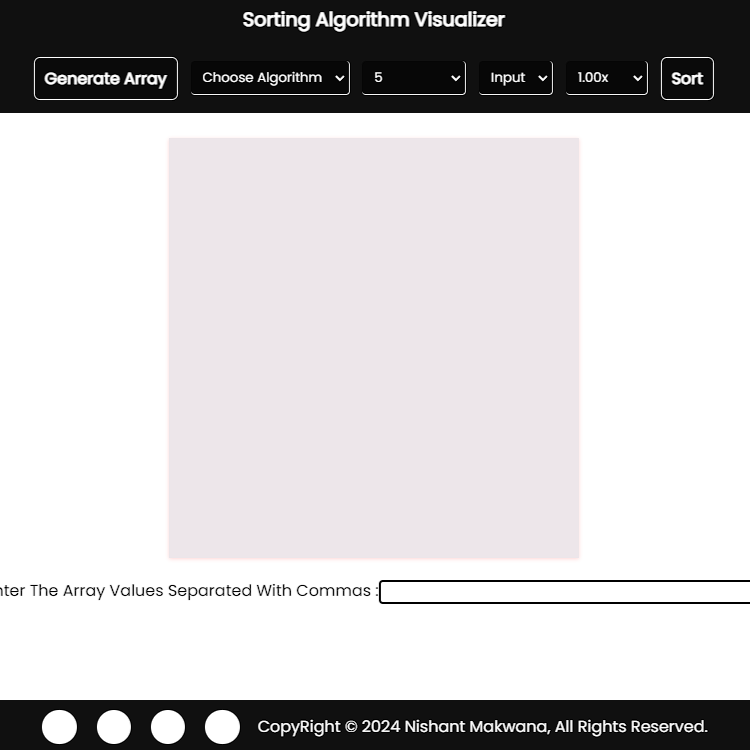 Sorting Algorithm Visualizer
Generate Array Choose Algorithm 5 Input 1.00x Sort
The Array Values Separated With Commas :
CopyRight © 2024 Nishant Makwana, All Rights Reserved.